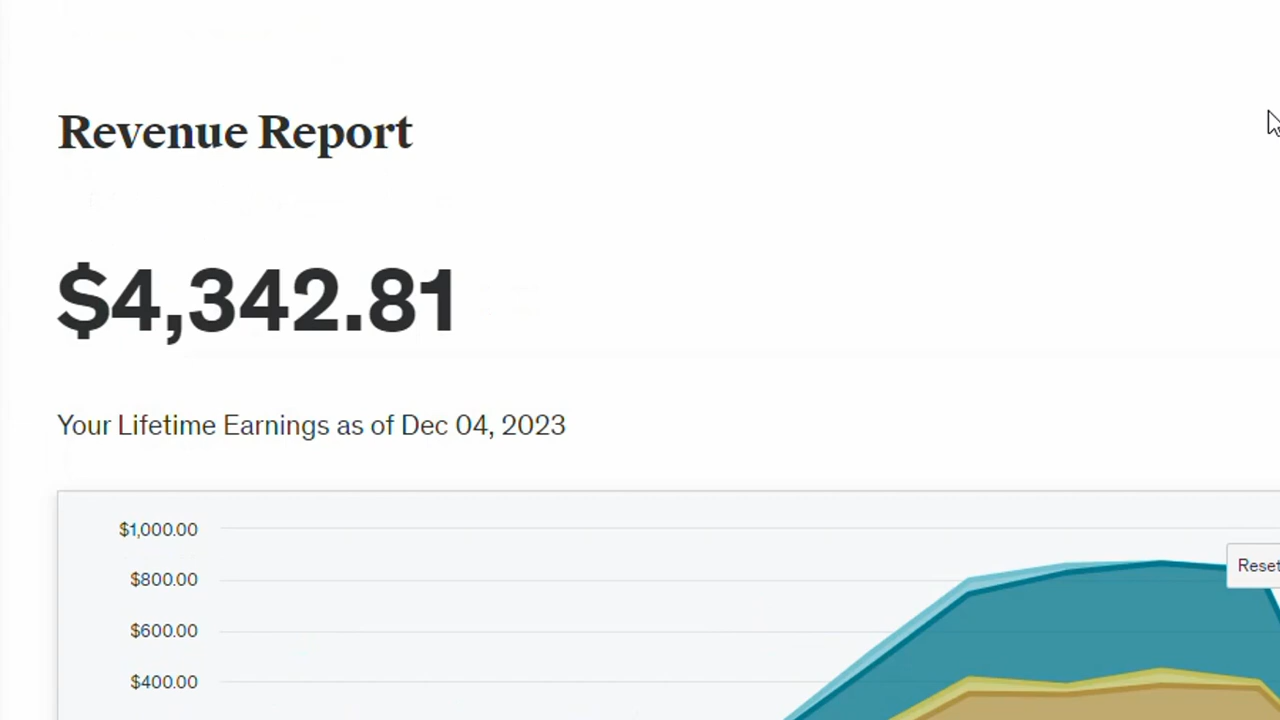 Revenue Report
$4,342.81
Your Lifetime Earnings as of Dec 04, 2023
$1,000.00
$800.00
Reset
$600.00
$400.00